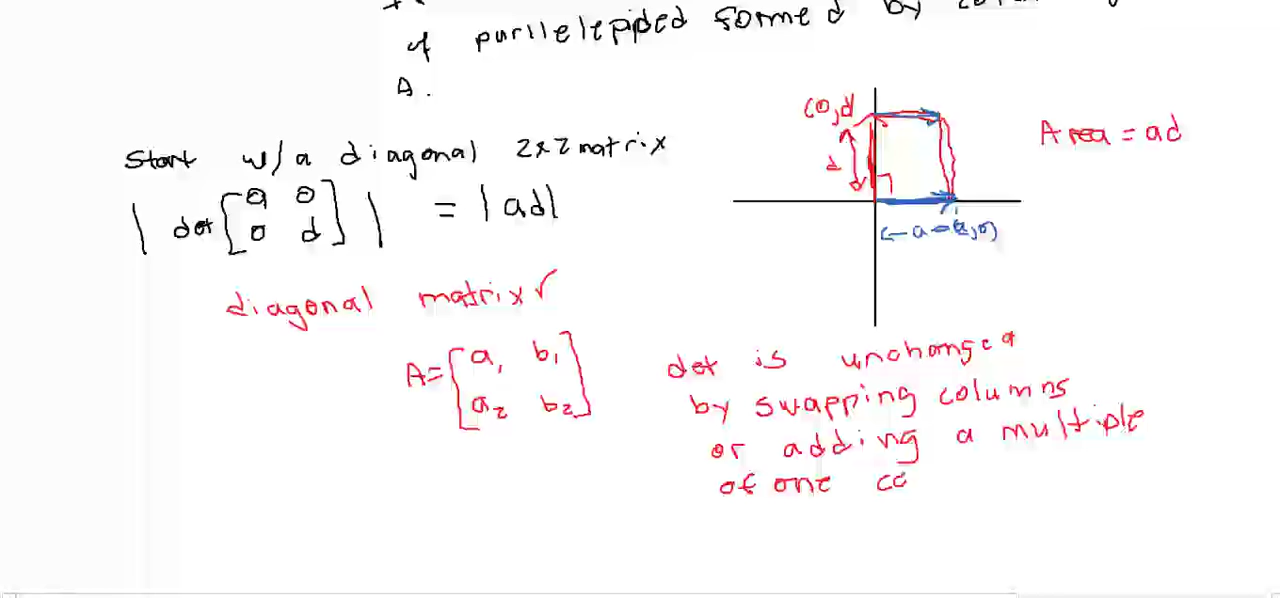 of purllelepided formed by
A.
Start w/a diagonal 2x2 matrix
| det [a 0
0 d] | = |ad|
(0,d)
d
Area = ad
diagonal matrix ✓
A = [a₁ b₁
a₂ b₂]
det is unchanged
by swapping columns
or adding a multiple
of one co